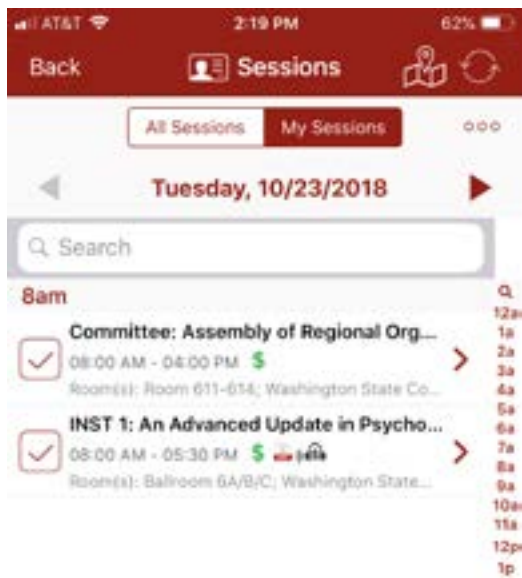 AT&T 2:19 PM 62%
Back Sessions
All Sessions My Sessions
Tuesday, 10/23/2018
Search
8am
Committee: Assembly of Regional Org...
08:00 AM - 04:00 PM $
Room(s): Room 611-614; Washington State Co...
INST 1: An Advanced Update in Psycho...
08:00 AM - 05:30 PM $
Room(s): Ballroom 6A/B/C; Washington State...
12a
1a
2a
3a
4a
5a
6a
7a
8a
9a
10a
11a
12p
1p